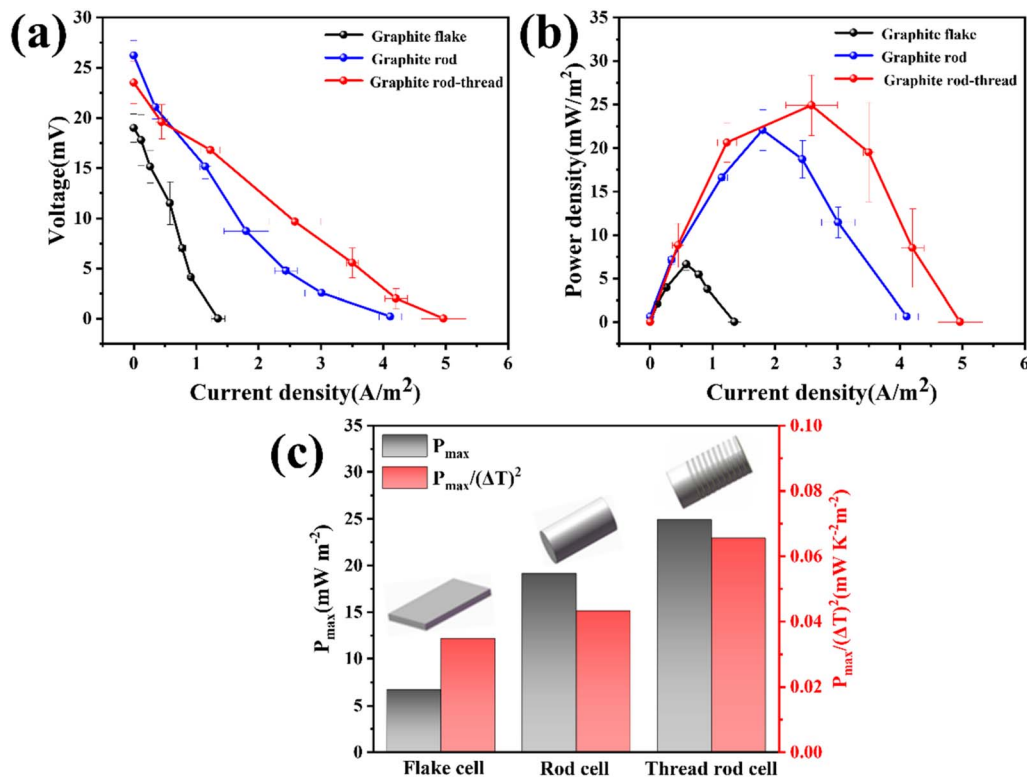 (a)
30
25
20
15
10
5
0
Voltage(mV)
Graphite flake
Graphite rod
Graphite rod-thread
0 1 2 3 4 5 6
Current density(A/m²)
(b)
35
30
25
20
15
10
5
0
Power density(mW/m²)
Graphite flake
Graphite rod
Graphite rod-thread
0 1 2 3 4 5 6
Current density(A/m²)
(c)
35
30
25
20
15
10
5
0
P_max(mW m⁻²)
P_max
P_max/(ΔT)²
0.10
0.08
0.06
0.04
0.02
0.00
P_max/(ΔT)²(mW K⁻²m⁻²)
Flake cell Rod cell Thread rod cell